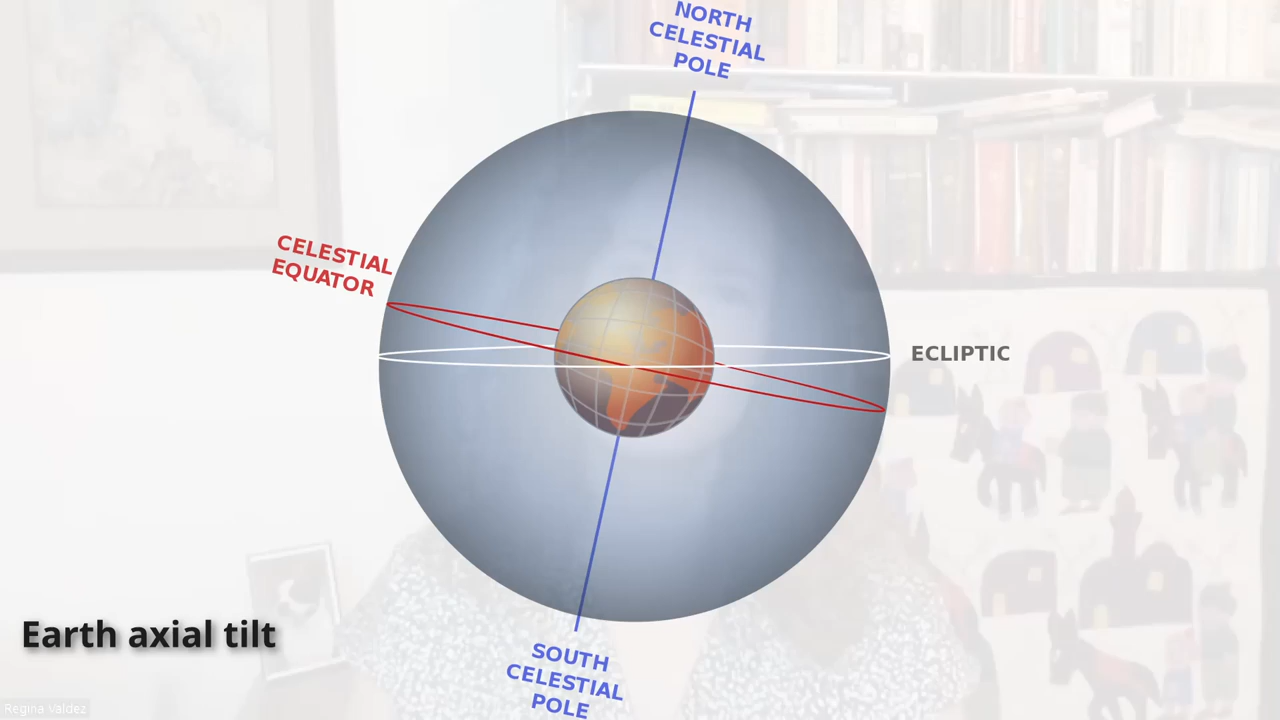 NORTH
CELESTIAL
POLE
CELESTIAL
EQUATOR
ECLIPTIC
Earth axial tilt
SOUTH
CELESTIAL
POLE
Regina Valdez